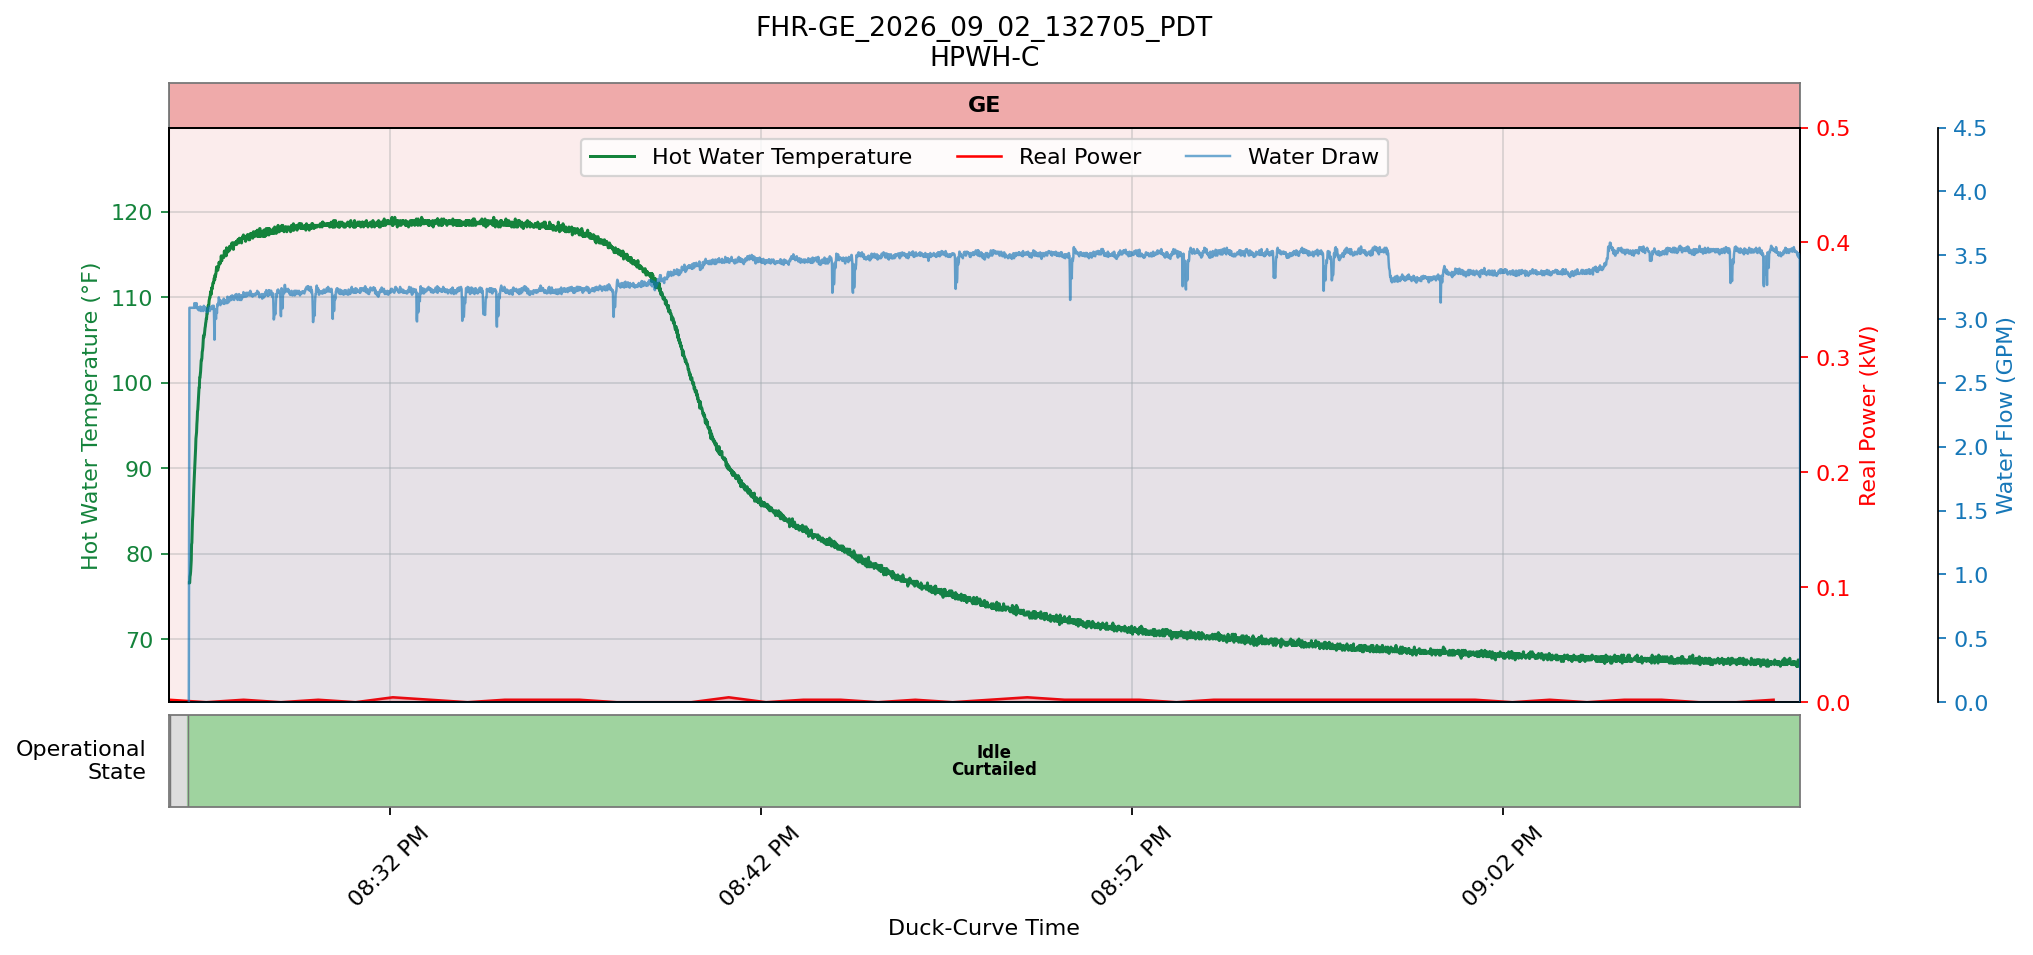 FHR-GE_2026_09_02_132705_PDT
HPWH-C
GE
Hot Water Temperature
Real Power
Water Draw
Hot Water Temperature (°F)
120
110
100
90
80
70
0.5
0.4
0.3
0.2
0.1
0.0
Real Power (kW)
4.5
4.0
3.5
3.0
2.5
2.0
1.5
1.0
0.5
0.0
Water Flow (GPM)
Operational
State
Idle
Curtailed
08:32 PM
08:42 PM
08:52 PM
09:02 PM
Duck-Curve Time